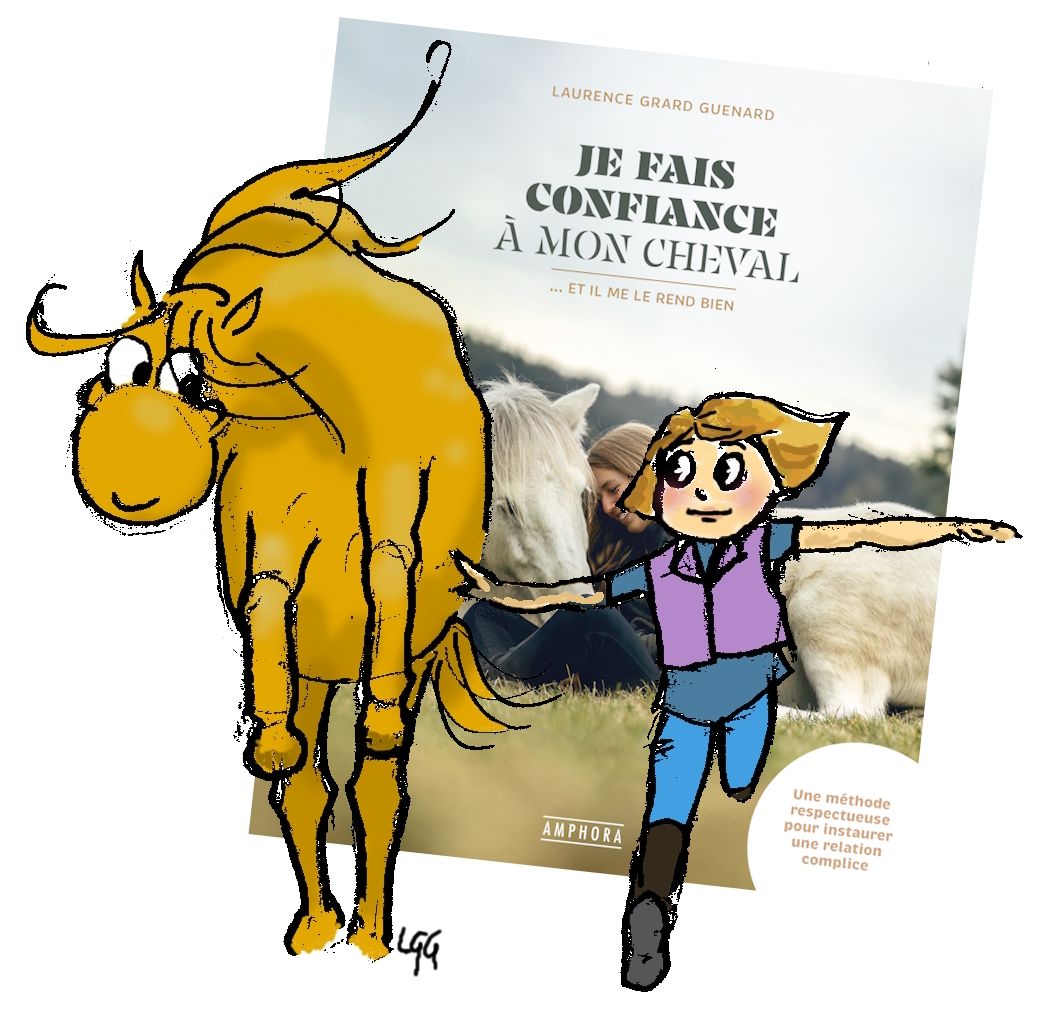 LAURENCE GRARD GUENARD
JE FAIS
CONFIANCE
À MON CHEVAL
... ET IL ME LE REND BIEN
AMPHORA
Une méthode
respectueuse
pour instaurer
une relation
complice
LGG